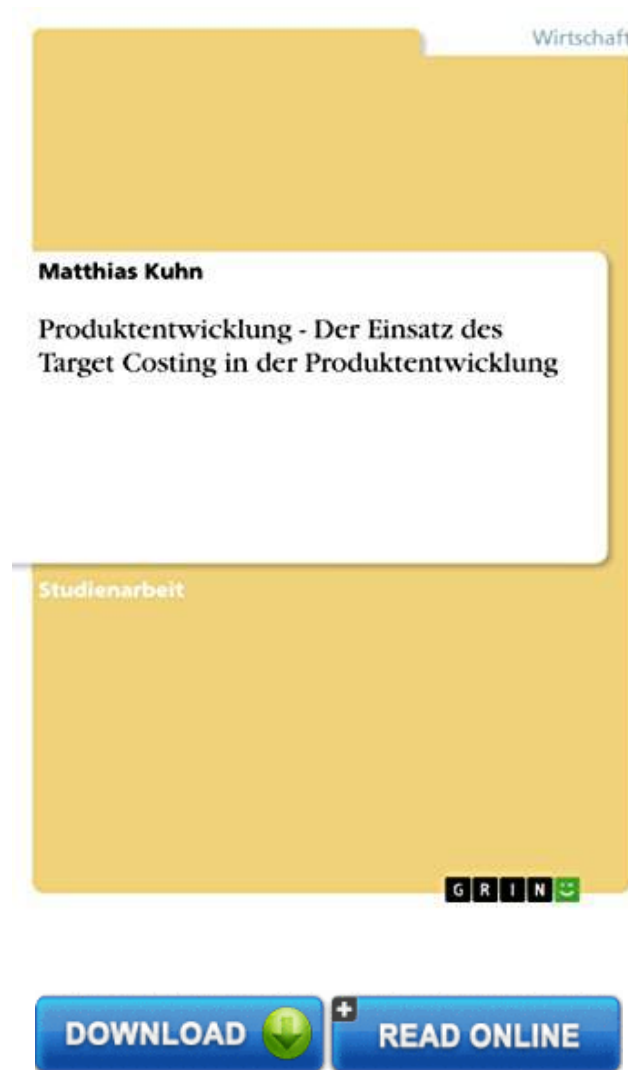 Wirtschaft
Matthias Kuhn
Produktentwicklung - Der Einsatz des
Target Costing in der Produktentwicklung
Studienarbeit
GRIN
DOWNLOAD
READ ONLINE